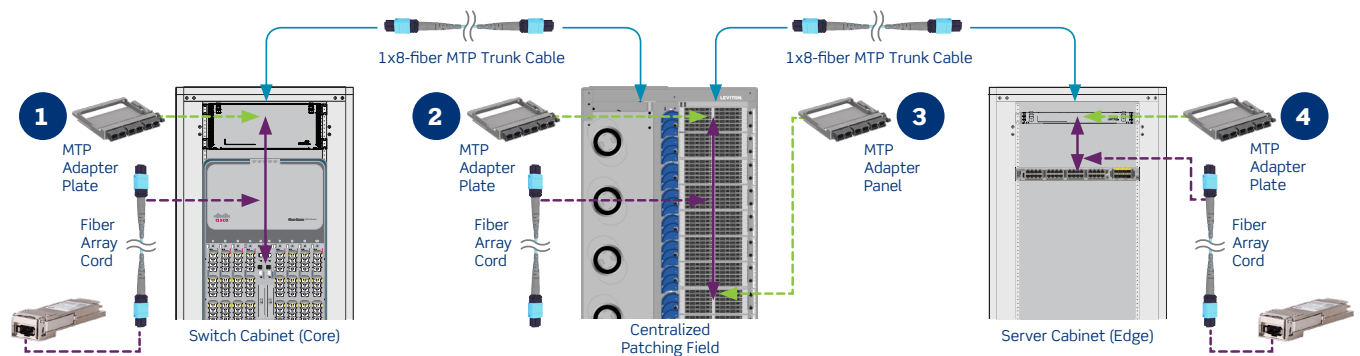 1x8-fiber MTP Trunk Cable
1x8-fiber MTP Trunk Cable
1
MTP
Adapter
Plate
Fiber
Array
Cord
Switch Cabinet (Core)
2
MTP
Adapter
Plate
Fiber
Array
Cord
LEVITON
CISCO
Centralized
Patching Field
3
MTP
Adapter
Panel
Server Cabinet (Edge)
4
MTP
Adapter
Plate
Fiber
Array
Cord